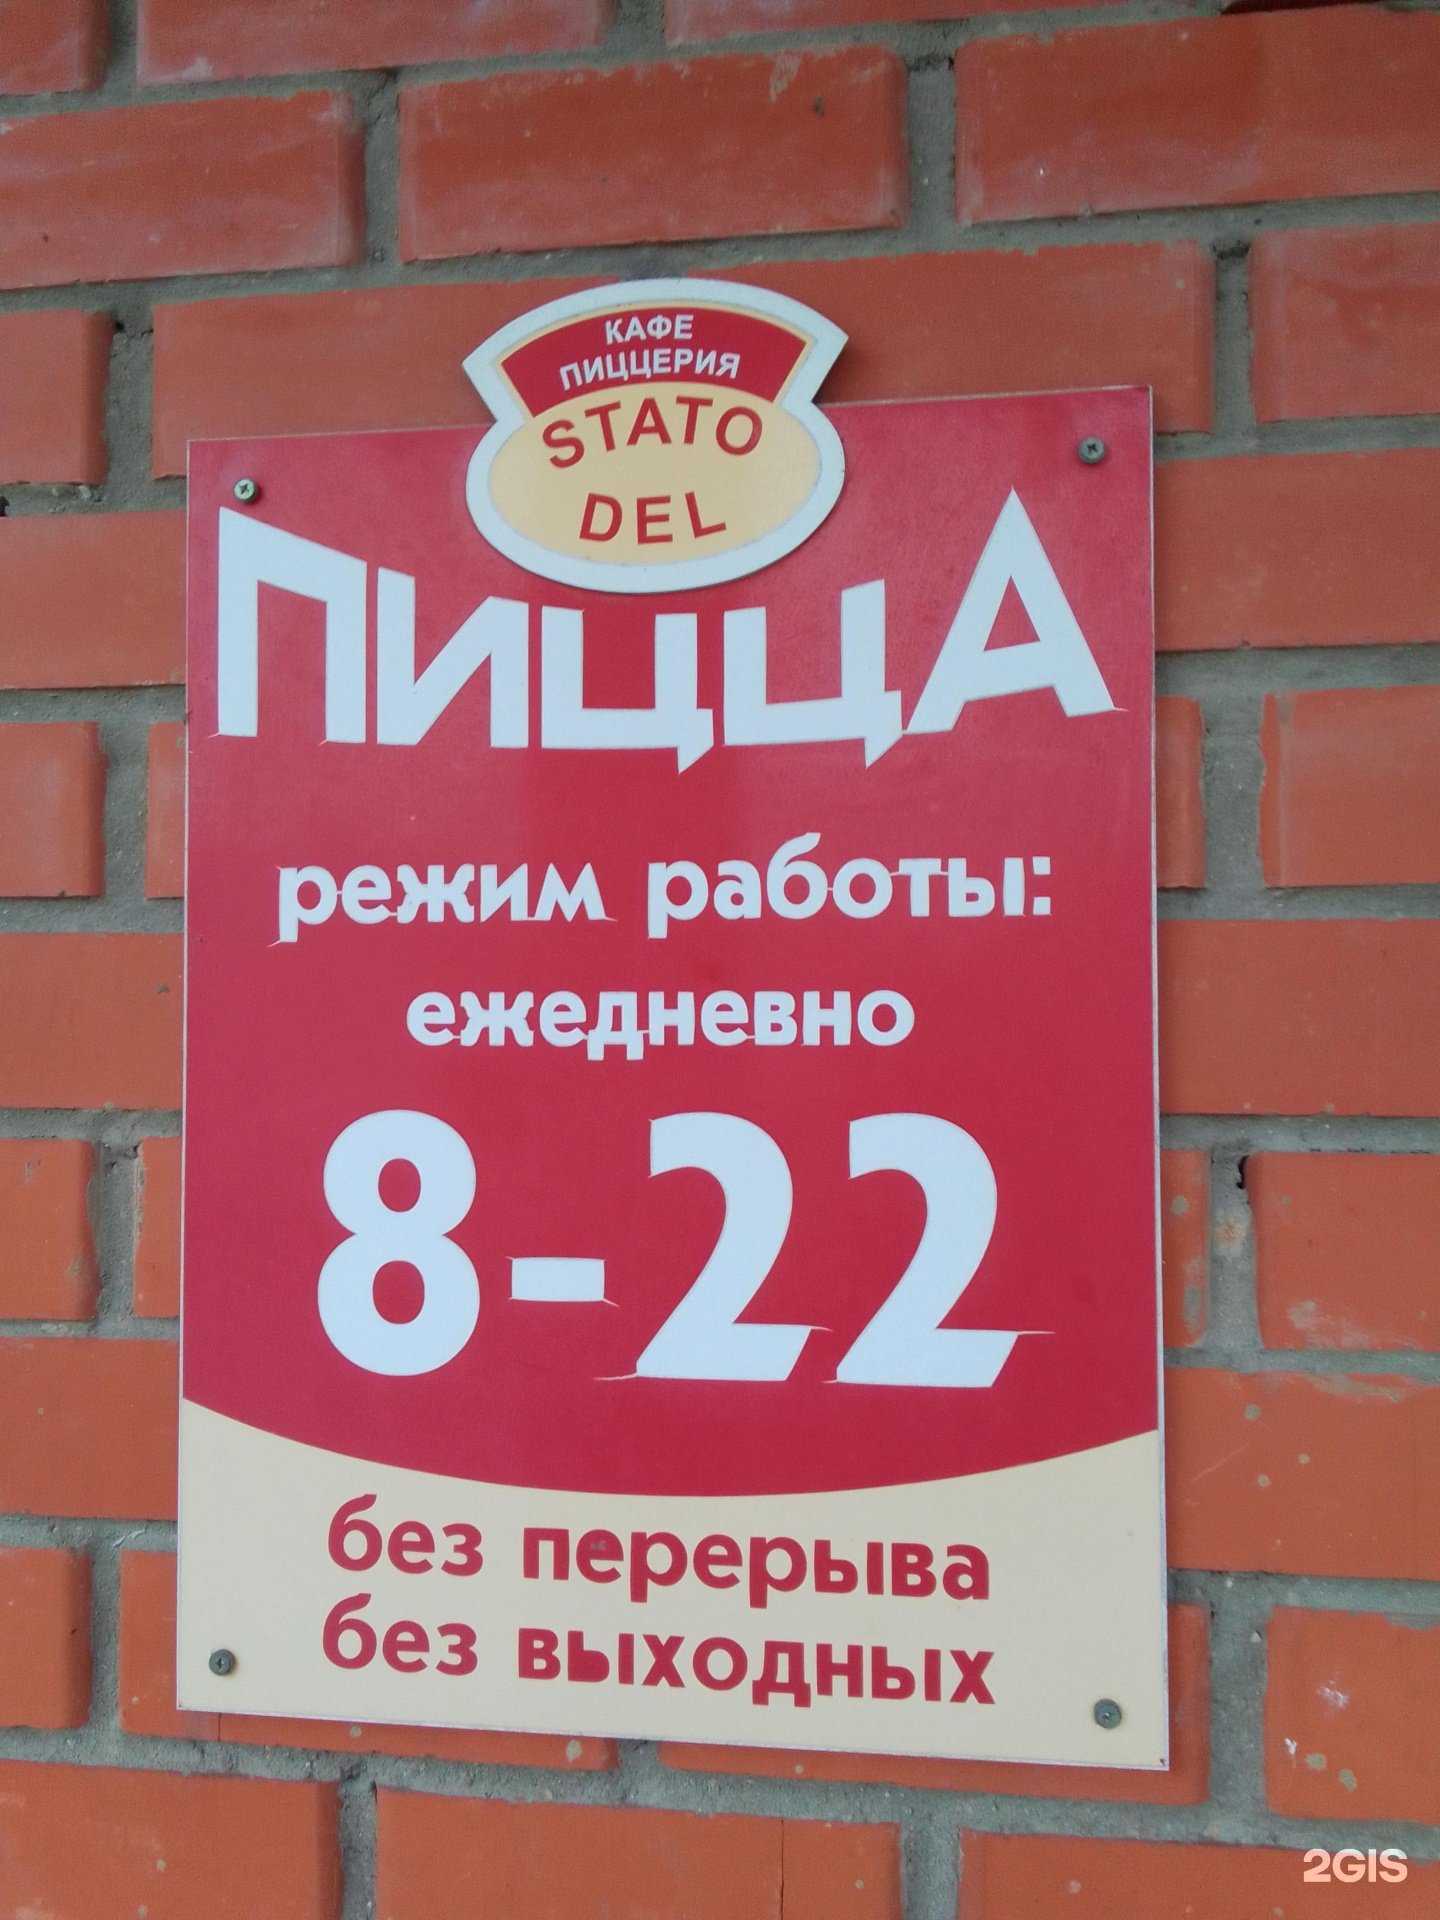 КАФЕ
ПИЦЦЕРИЯ
STATO
DEL
ПИЦЦА
режим работы:
ежедневно
8-22
без перерыва
без выходных
2GIS